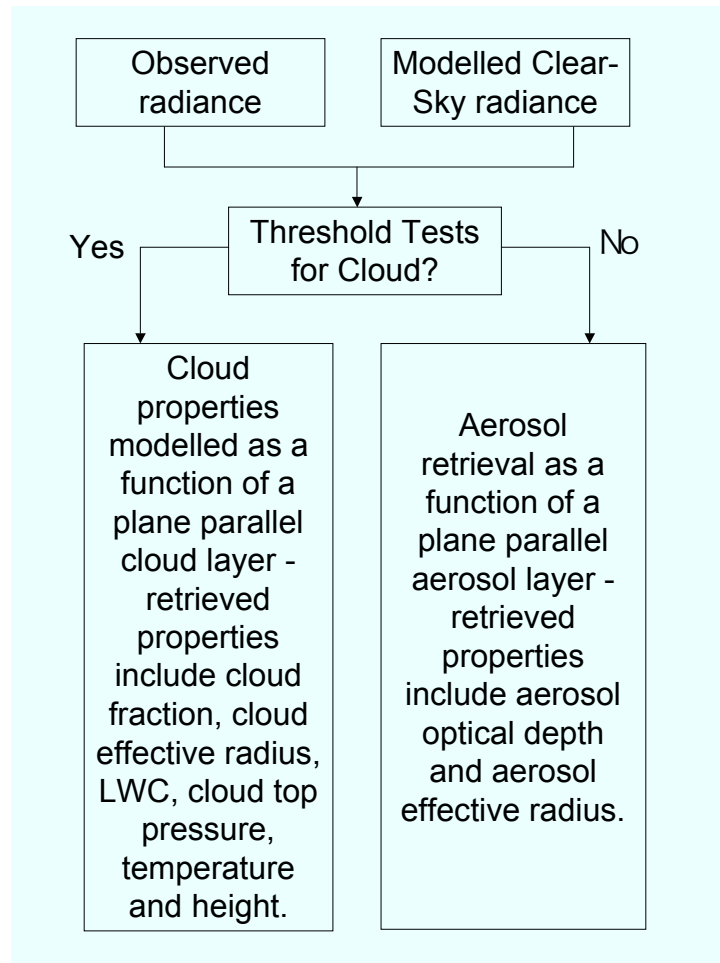 Observed
radiance
Modelled Clear-
Sky radiance
Threshold Tests
for Cloud?
Yes
No
Cloud
properties
modelled as a
function of a
plane parallel
cloud layer -
retrieved
properties
include cloud
fraction, cloud
effective radius,
LWC, cloud top
pressure,
temperature
and height.
Aerosol
retrieval as a
function of a
plane parallel
aerosol layer -
retrieved
properties
include aerosol
optical depth
and aerosol
effective radius.